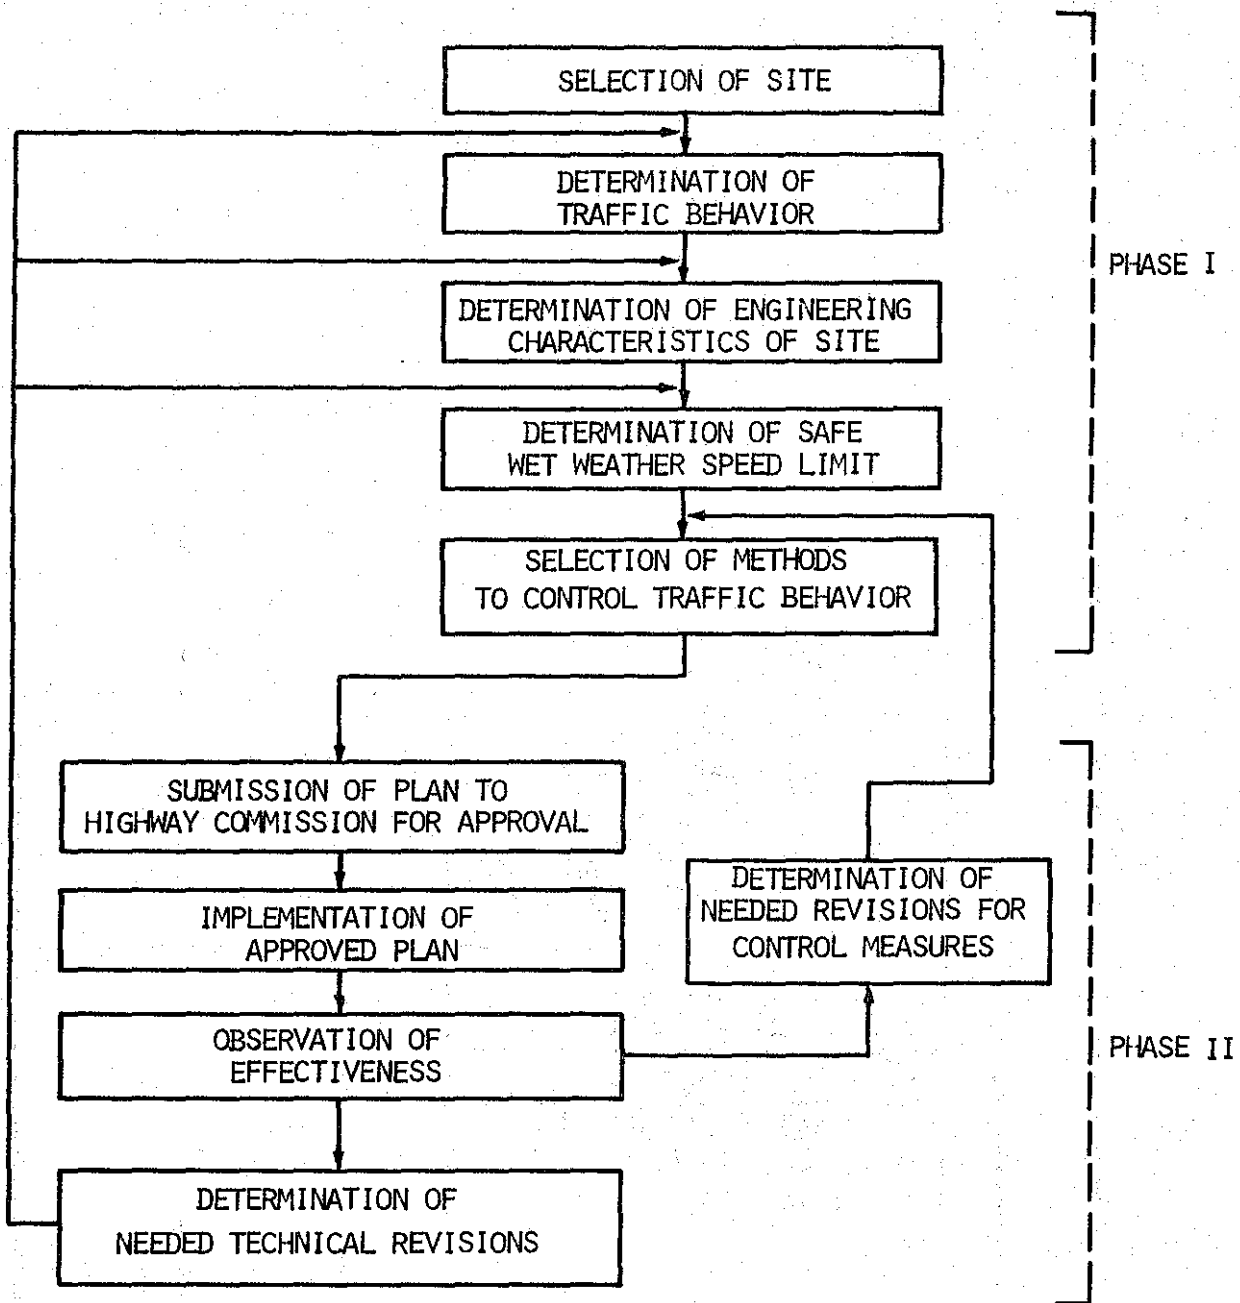 SELECTION OF SITE
DETERMINATION OF
TRAFFIC BEHAVIOR
DETERMINATION OF ENGINEERING
CHARACTERISTICS OF SITE
PHASE I
DETERMINATION OF SAFE
WET WEATHER SPEED LIMIT
SELECTION OF METHODS
TO CONTROL TRAFFIC BEHAVIOR
SUBMISSION OF PLAN TO
HIGHWAY COMMISSION FOR APPROVAL
IMPLEMENTATION OF
APPROVED PLAN
DETERMINATION OF
NEEDED REVISIONS FOR
CONTROL MEASURES
OBSERVATION OF
EFFECTIVENESS
PHASE II
DETERMINATION OF
NEEDED TECHNICAL REVISIONS